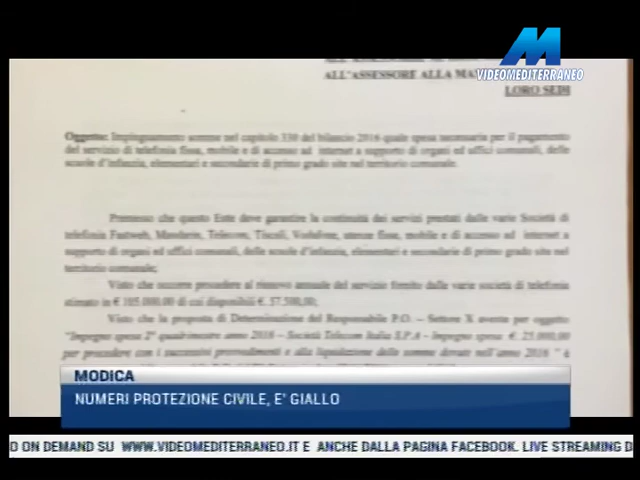 VIDEOMEDITERRANEO
ALL'ASSESSORE ALLA
LORO SEDI
Oggetto: Impinguamento somme nel capitolo 330 del bilancio 2016 quale spesa necessaria per il pagamento
del servizio di telefonia fissa, mobile e di accesso ad internet a supporto di organi ed uffici comunali, delle
scuole d'infanzia, elementari e secondarie di primo grado site nel territorio comunale.
Premesso che questo Ente deve garantire la continuità dei servizi prestati dalle varie Società di
telefonia Fastweb, Mandarin, Telecom, Tiscali, Vodafone, utenze fisse, mobile e di accesso ad internet a
supporto di organi ed uffici comunali, delle scuole d'infanzia, elementari e secondarie di primo grado site nel
territorio comunale;
Visto che occorre procedere al rinnovo annuale del servizio fornito dalle varie società di telefonia
stimato in € 105.000,00 di cui disponibili € 57.500,00;
Visto che la proposta di Determinazione del Responsabile P.O. – Settore X avente per oggetto
"Impegno spesa 2° quadrimestre anno 2016 – Società Telecom Italia S.P.A – Impegno spesa € 25.000,00
per procedere con i successivi provvedimenti e alla liquidazione delle somme dovute nell'anno 2016" è
MODICA
NUMERI PROTEZIONE CIVILE, E' GIALLO
O ON DEMAND SU WWW.VIDEOMEDITERRANEO.IT E ANCHE DALLA PAGINA FACEBOOK. LIVE STREAMING D